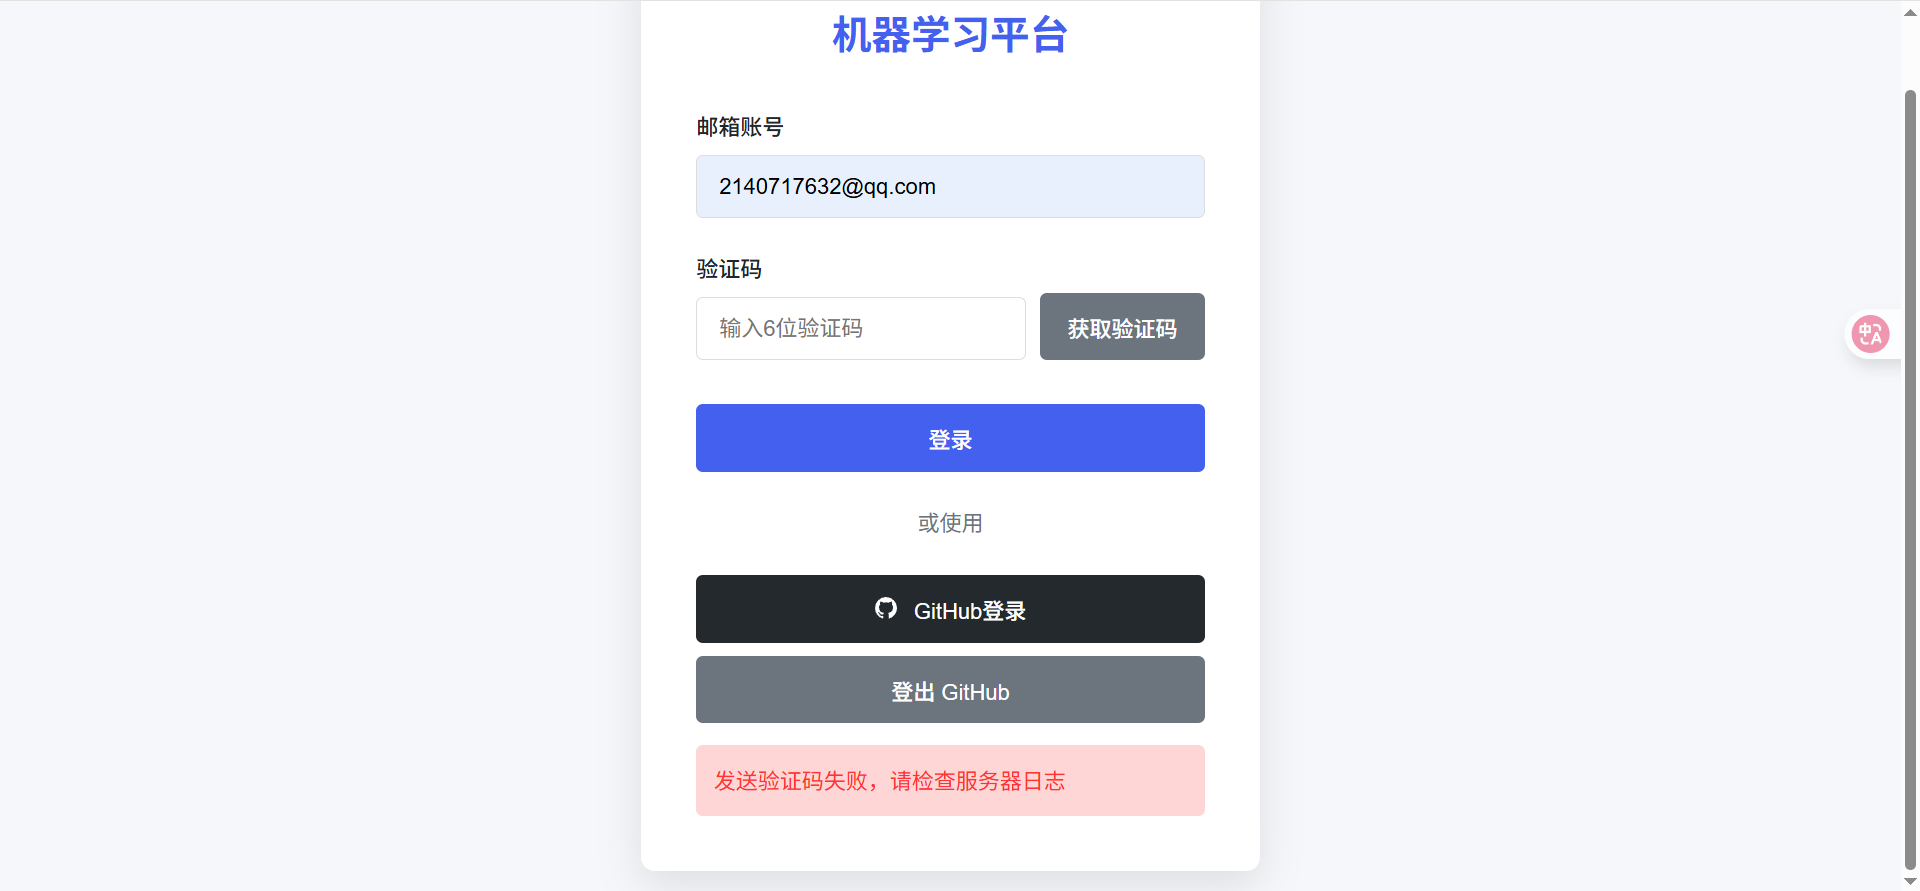 机器学习平台
邮箱账号
2140717632@qq.com
验证码
输入6位验证码
获取验证码
登录
或使用
GitHub登录
登出 GitHub
发送验证码失败，请检查服务器日志
中A